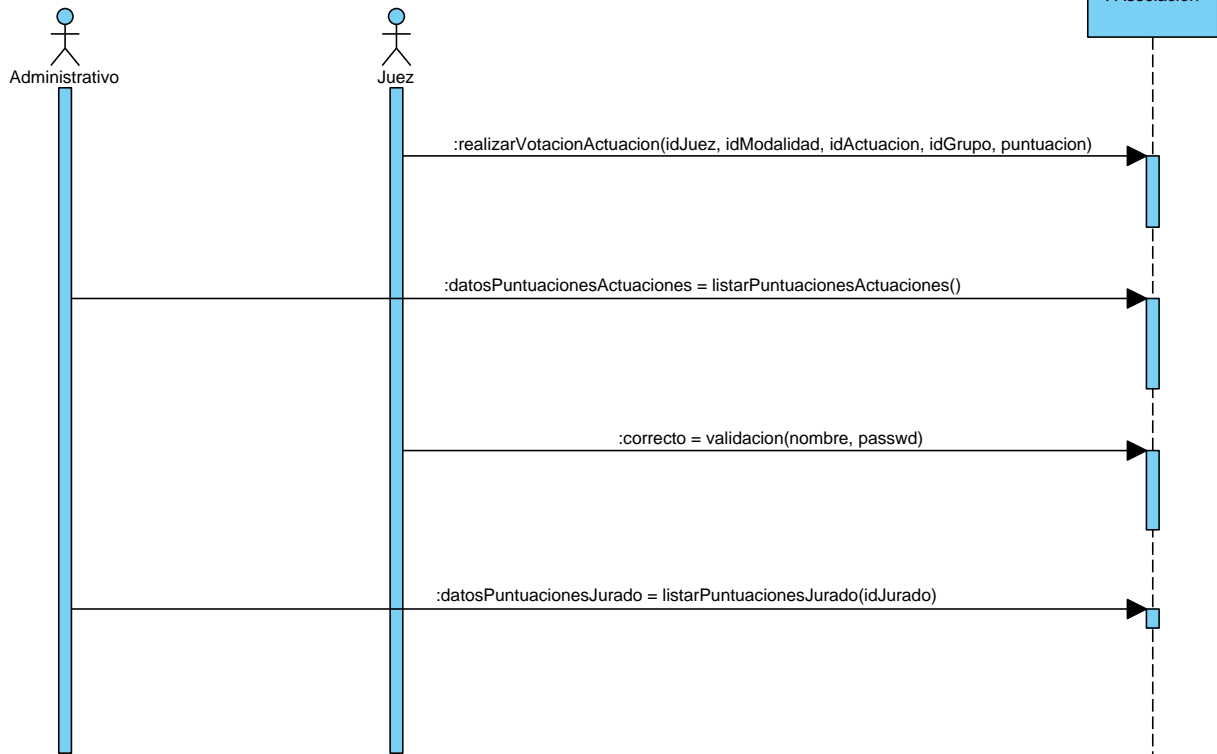 Administrativo
Juez
:realizarVotacionActuacion(idJuez, idModalidad, idActuacion, idGrupo, puntuacion)
:datosPuntuacionesActuaciones = listarPuntuacionesActuaciones()
:correcto = validacion(nombre, passwd)
:datosPuntuacionesJurado = listarPuntuacionesJurado(idJurado)